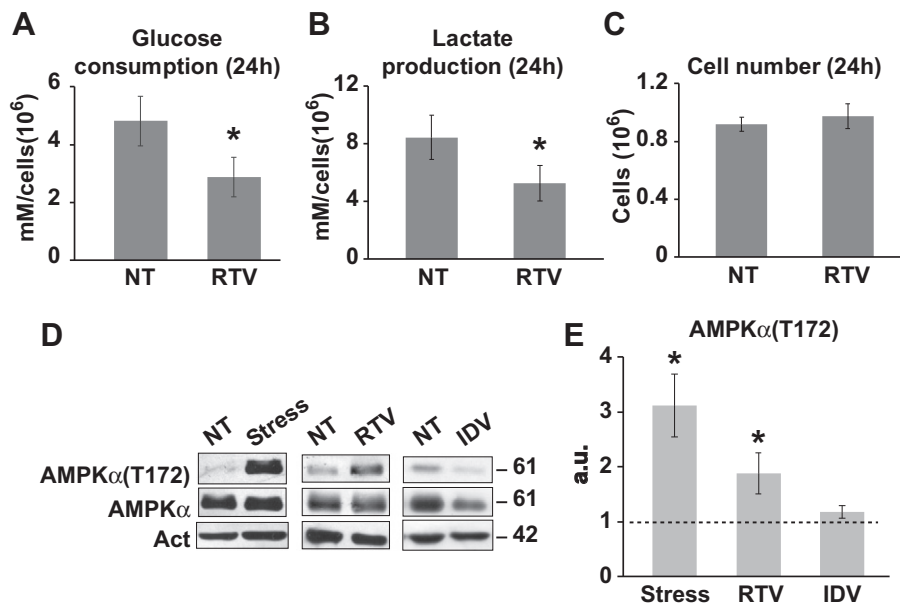 A
Glucose
consumption (24h)
mM/cells(10⁶)
6
4
2
0
NT RTV
*
B
Lactate
production (24h)
mM/cells(10⁶)
12
8
4
0
NT RTV
*
C
Cell number (24h)
Cells (10⁶)
1.2
0.8
0.4
0
NT RTV
D
NT Stress NT RTV NT IDV
AMPKα(T172) - 61
AMPKα - 61
Act - 42
E
AMPKα(T172)
a.u.
4
3
2
1
0
* *
Stress RTV IDV